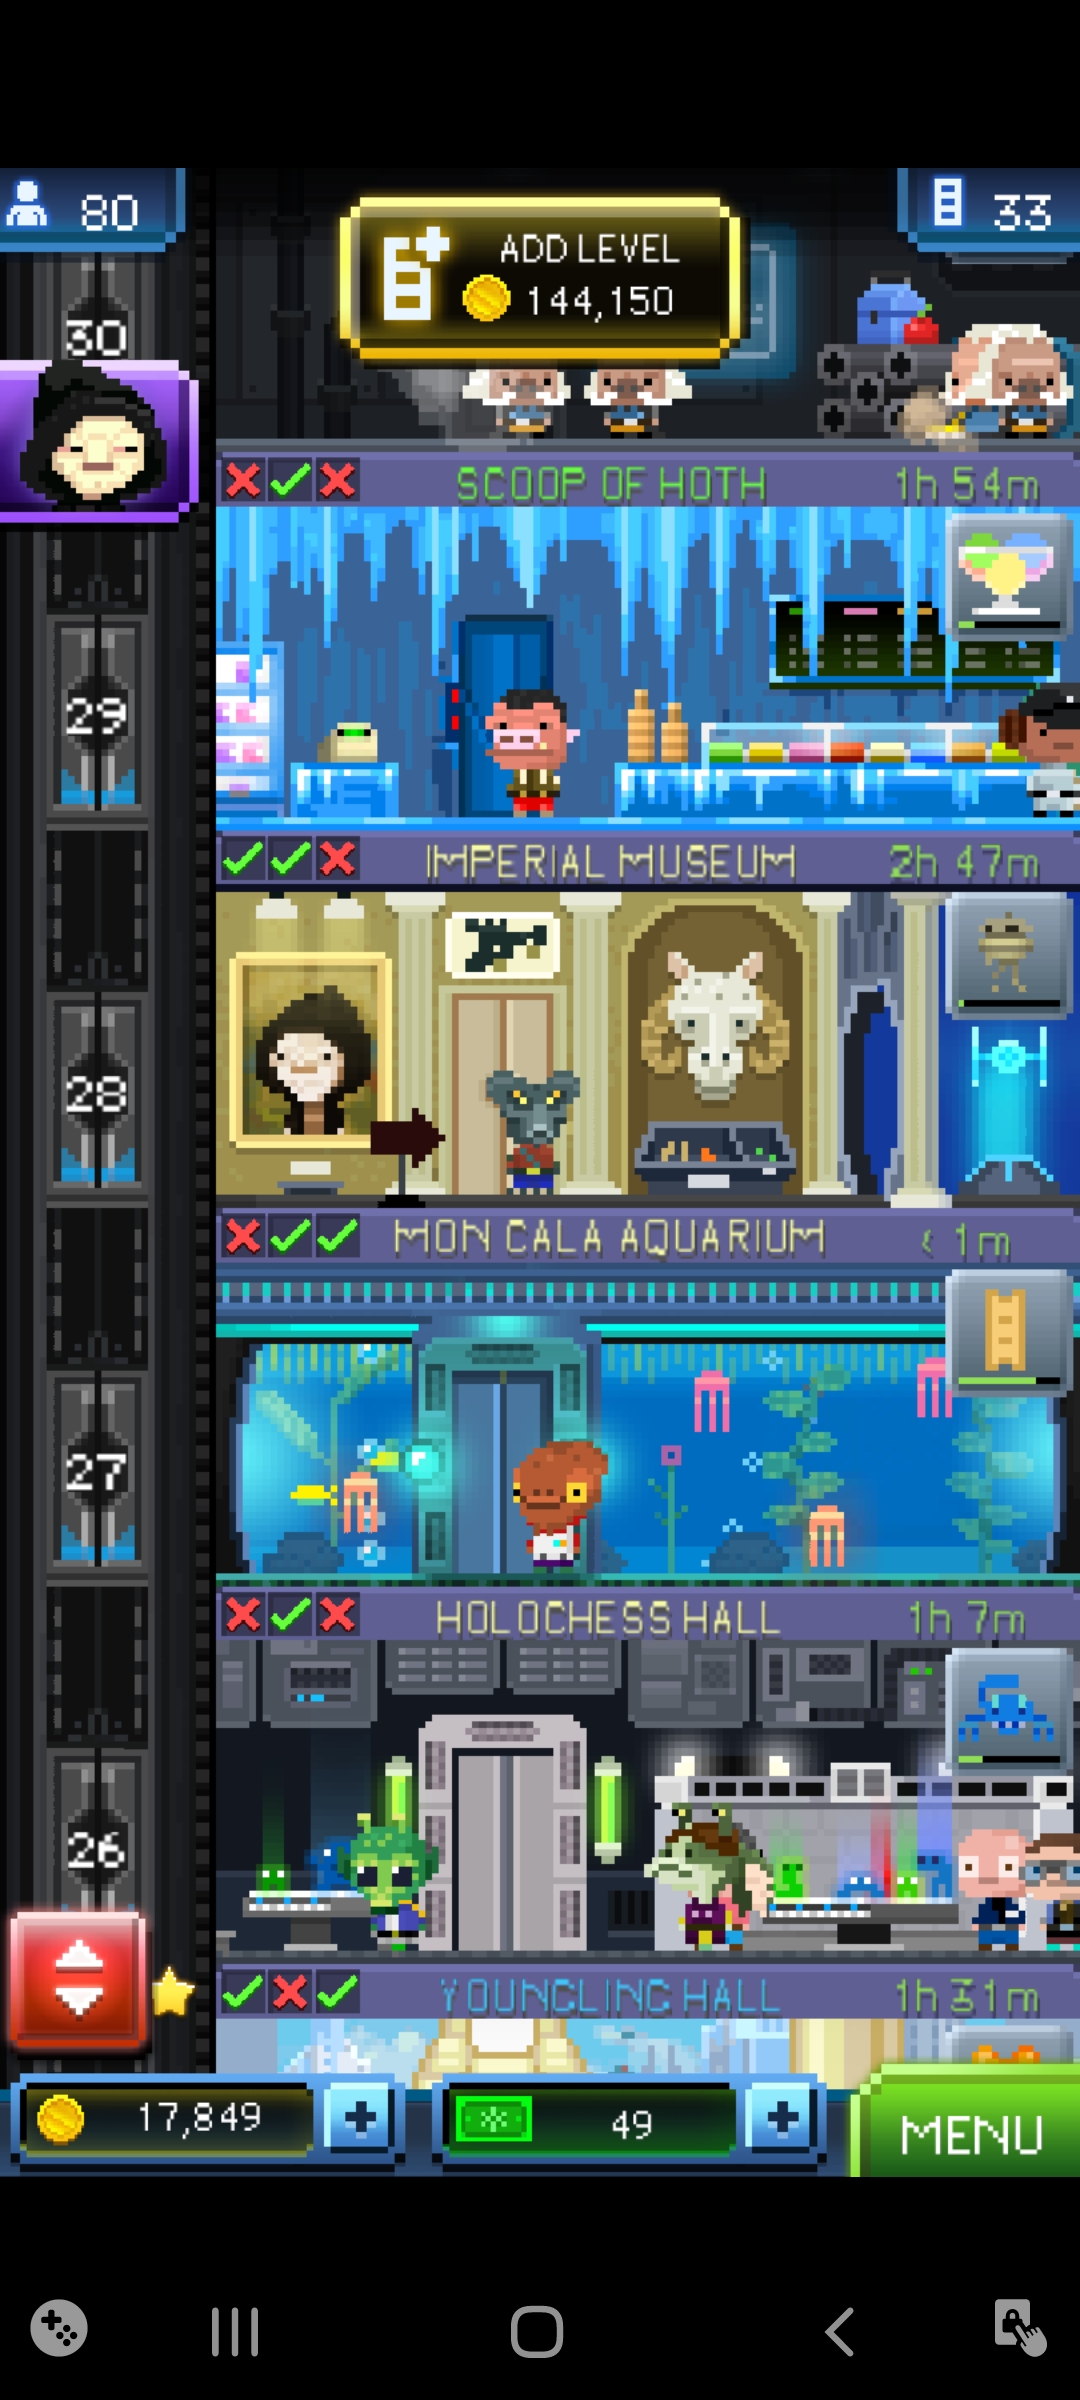 80
ADD LEVEL
144,150
33
30
SCOOP OF HOTH
1h 54m
29
IMPERIAL MUSEUM
2h 47m
28
MON CALA AQUARIUM
< 1m
27
HOLOCHESS HALL
1h 7m
26
YOUNGLING HALL
1h 31m
17,849
49
MENU